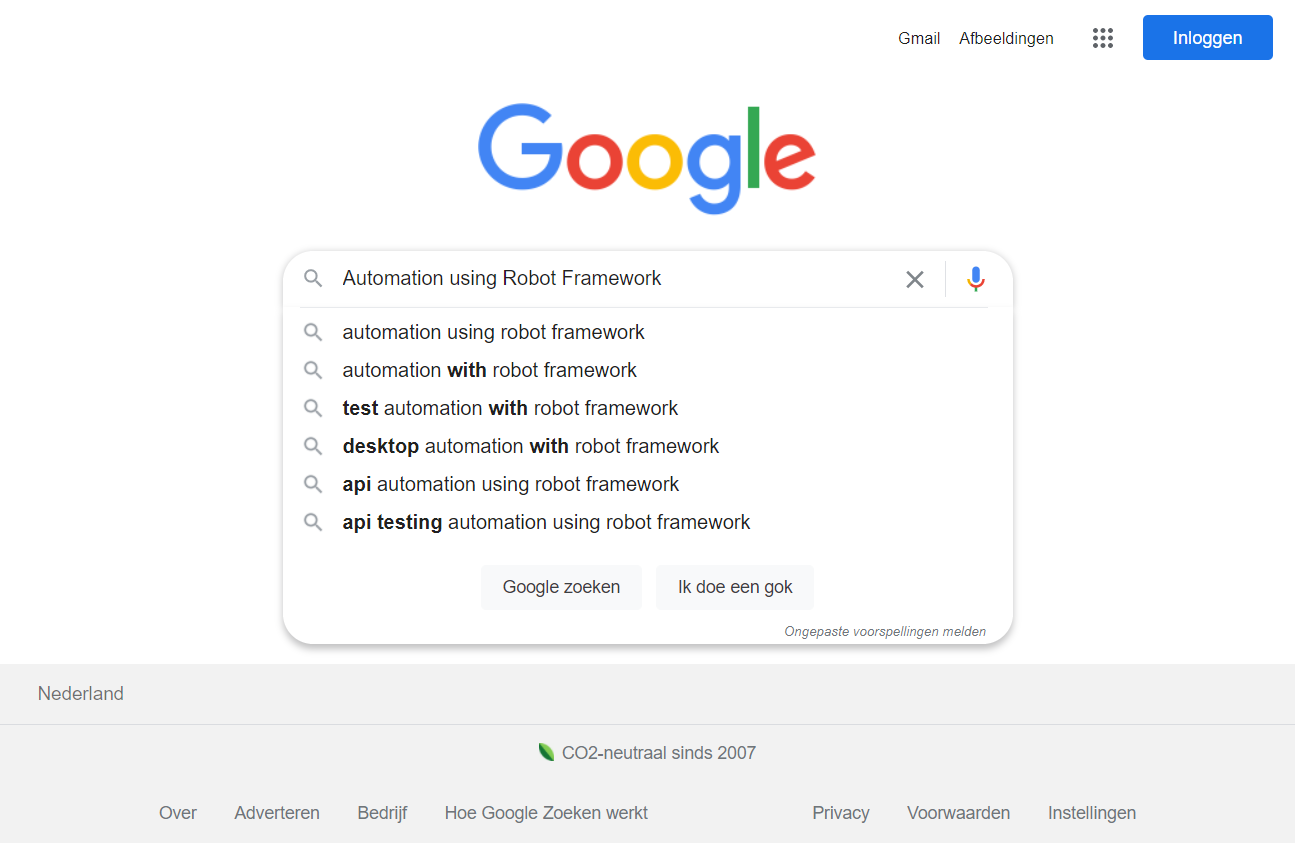 Gmail Afbeeldingen Inloggen
Google
Automation using Robot Framework
automation using robot framework
automation with robot framework
test automation with robot framework
desktop automation with robot framework
api automation using robot framework
api testing automation using robot framework
Google zoeken Ik doe een gok
Ongepaste voorspellingen melden
Nederland
CO2-neutraal sinds 2007
Over Adverteren Bedrijf Hoe Google Zoeken werkt Privacy Voorwaarden Instellingen